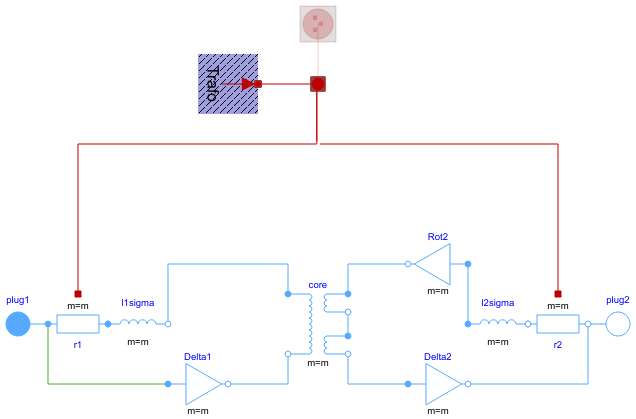 Trafo
Rot2
m=m
plug1
m=m
l1sigma
m=m
r1
core
m=m
l2sigma
m=m
m=m
r2
plug2
Delta1
m=m
Delta2
m=m